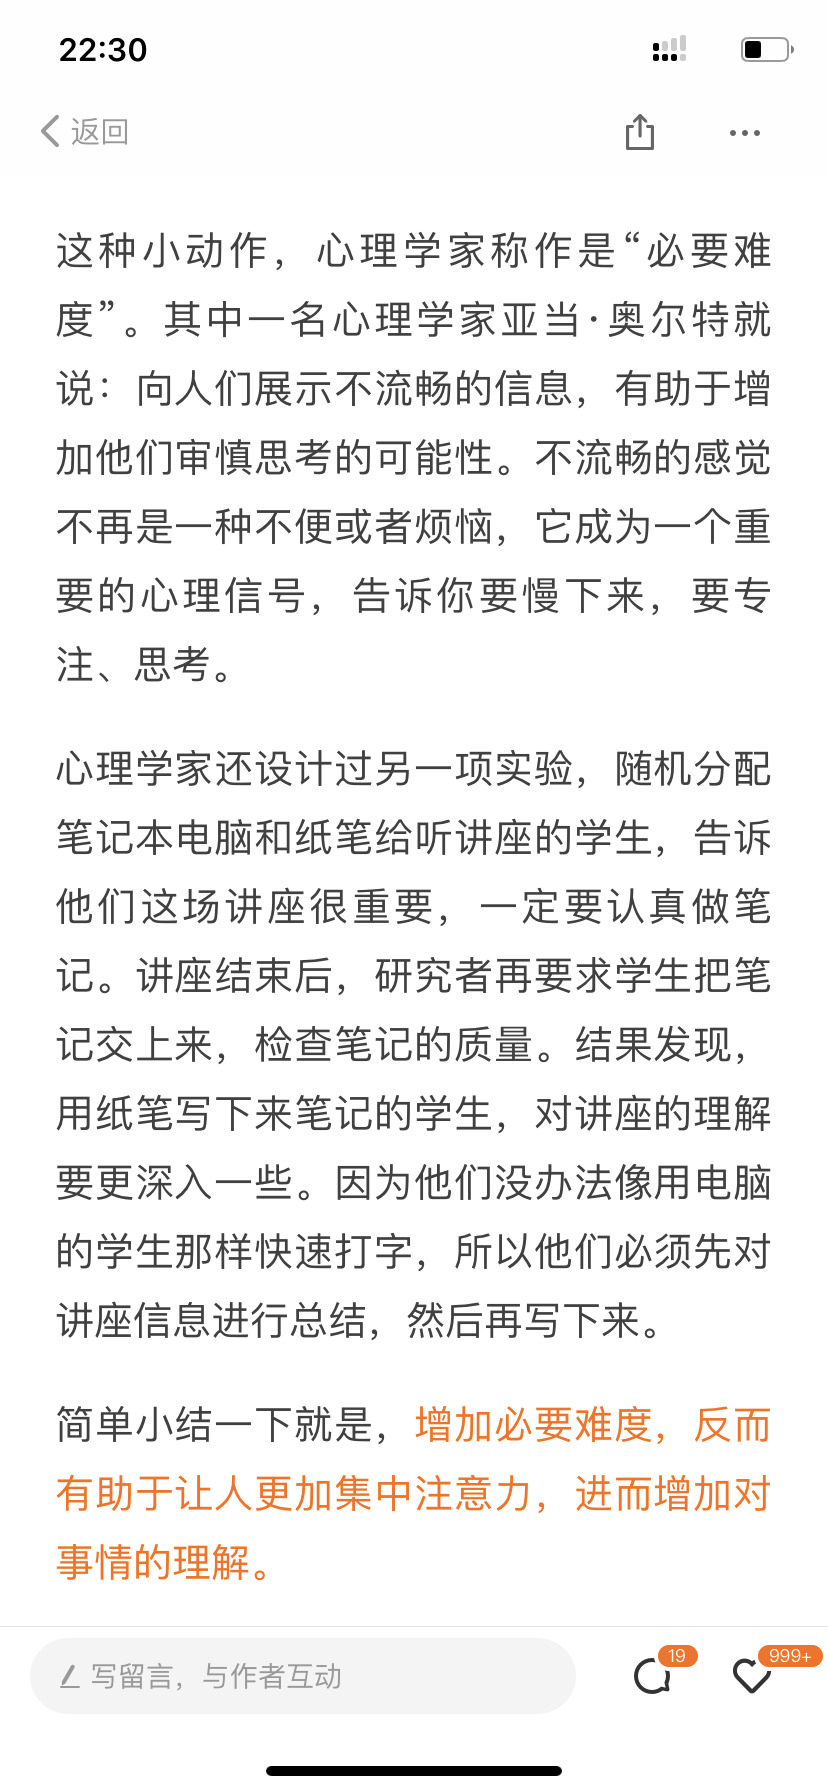 22:30
返回
这种小动作，心理学家称作是“必要难
度”。其中一名心理学家亚当·奥尔特就
说：向人们展示不流畅的信息，有助于增
加他们审慎思考的可能性。不流畅的感觉
不再是一种不便或者烦恼，它成为一个重
要的心理信号，告诉你要慢下来，要专
注、思考。
心理学家还设计过另一项实验，随机分配
笔记本电脑和纸笔给听讲座的学生，告诉
他们这场讲座很重要，一定要认真做笔
记。讲座结束后，研究者再要求学生把笔
记交上来，检查笔记的质量。结果发现，
用纸笔写下来笔记的学生，对讲座的理解
要更深入一些。因为他们没办法像用电脑
的学生那样快速打字，所以他们必须先对
讲座信息进行总结，然后再写下来。
简单小结一下就是，增加必要难度，反而
有助于让人更加集中注意力，进而增加对
事情的理解。
写留言，与作者互动
19
999+